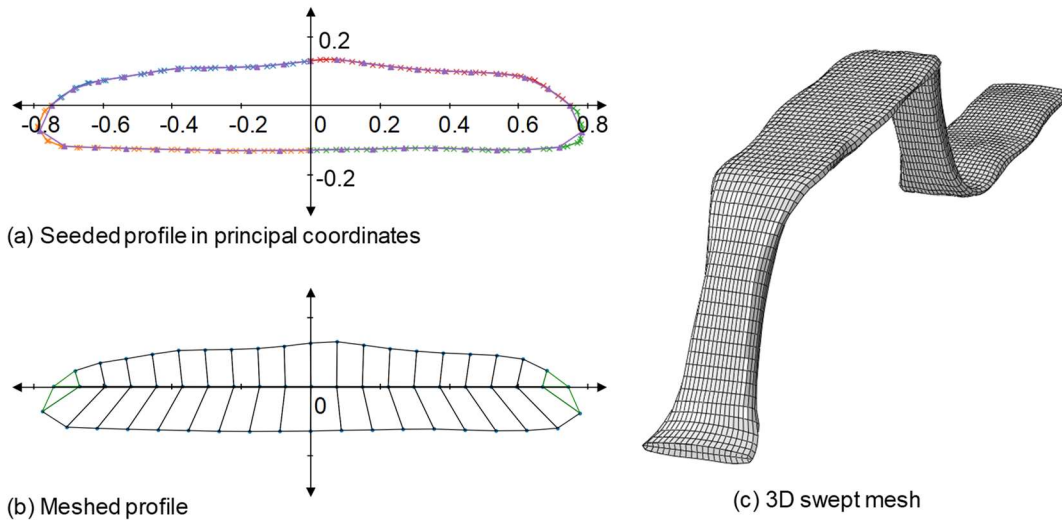 0.2
-0.8 -0.6 -0.4 -0.2 0 0.2 0.4 0.6 0.8
-0.2
(a) Seeded profile in principal coordinates
0
(b) Meshed profile
(c) 3D swept mesh